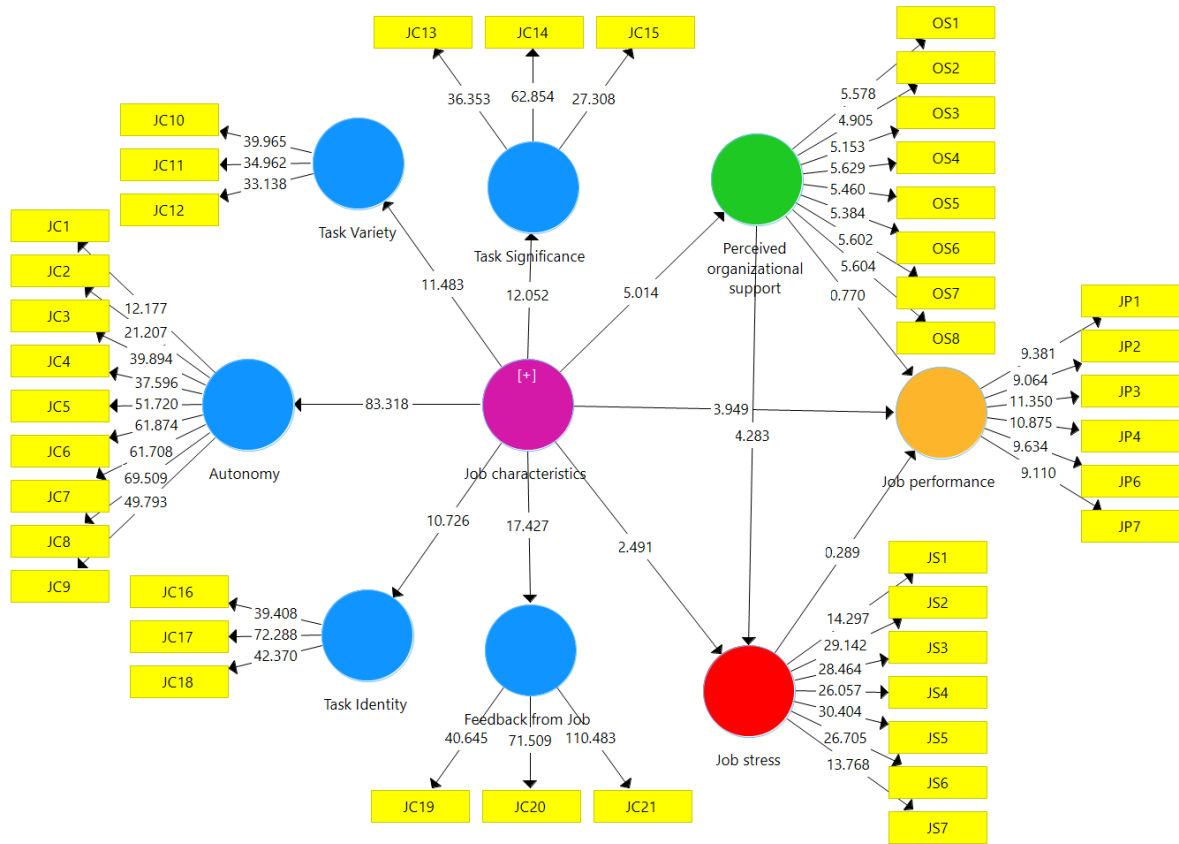 OS1
JC13
JC14
JC15
OS2
5.578
36.353
62.854
27.308
4.905
OS3
JC10
39.965
5.153
OS4
JC11
34.962
5.629
33.138
5.460
OS5
JC12
5.384
JC1
Task Variety
5.602
OS6
Task Significance
Perceived
organizational
support
5.604
JC2
11.483
12.052
5.014
0.770
OS7
JP1
12.177
JC3
21.207
OS8
JP2
39.894
9.381
JC4
37.596
[+]
9.064
JP3
51.720
83.318
3.949
11.350
JC5
61.874
4.283
10.875
JP4
JC6
61.708
9.634
69.509
Autonomy
Job characteristics
Job performance
9.110
JP6
JC7
49.793
10.726
17.427
JP7
JC8
2.491
0.289
JS1
JC9
JC16
39.408
JS2
14.297
JC17
72.288
29.142
JS3
42.370
28.464
JC18
26.057
JS4
Task Identity
30.404
Feedback from Job
26.705
JS5
40.645
71.509
110.483
Job stress
13.768
JS6
JC19
JC20
JC21
JS7